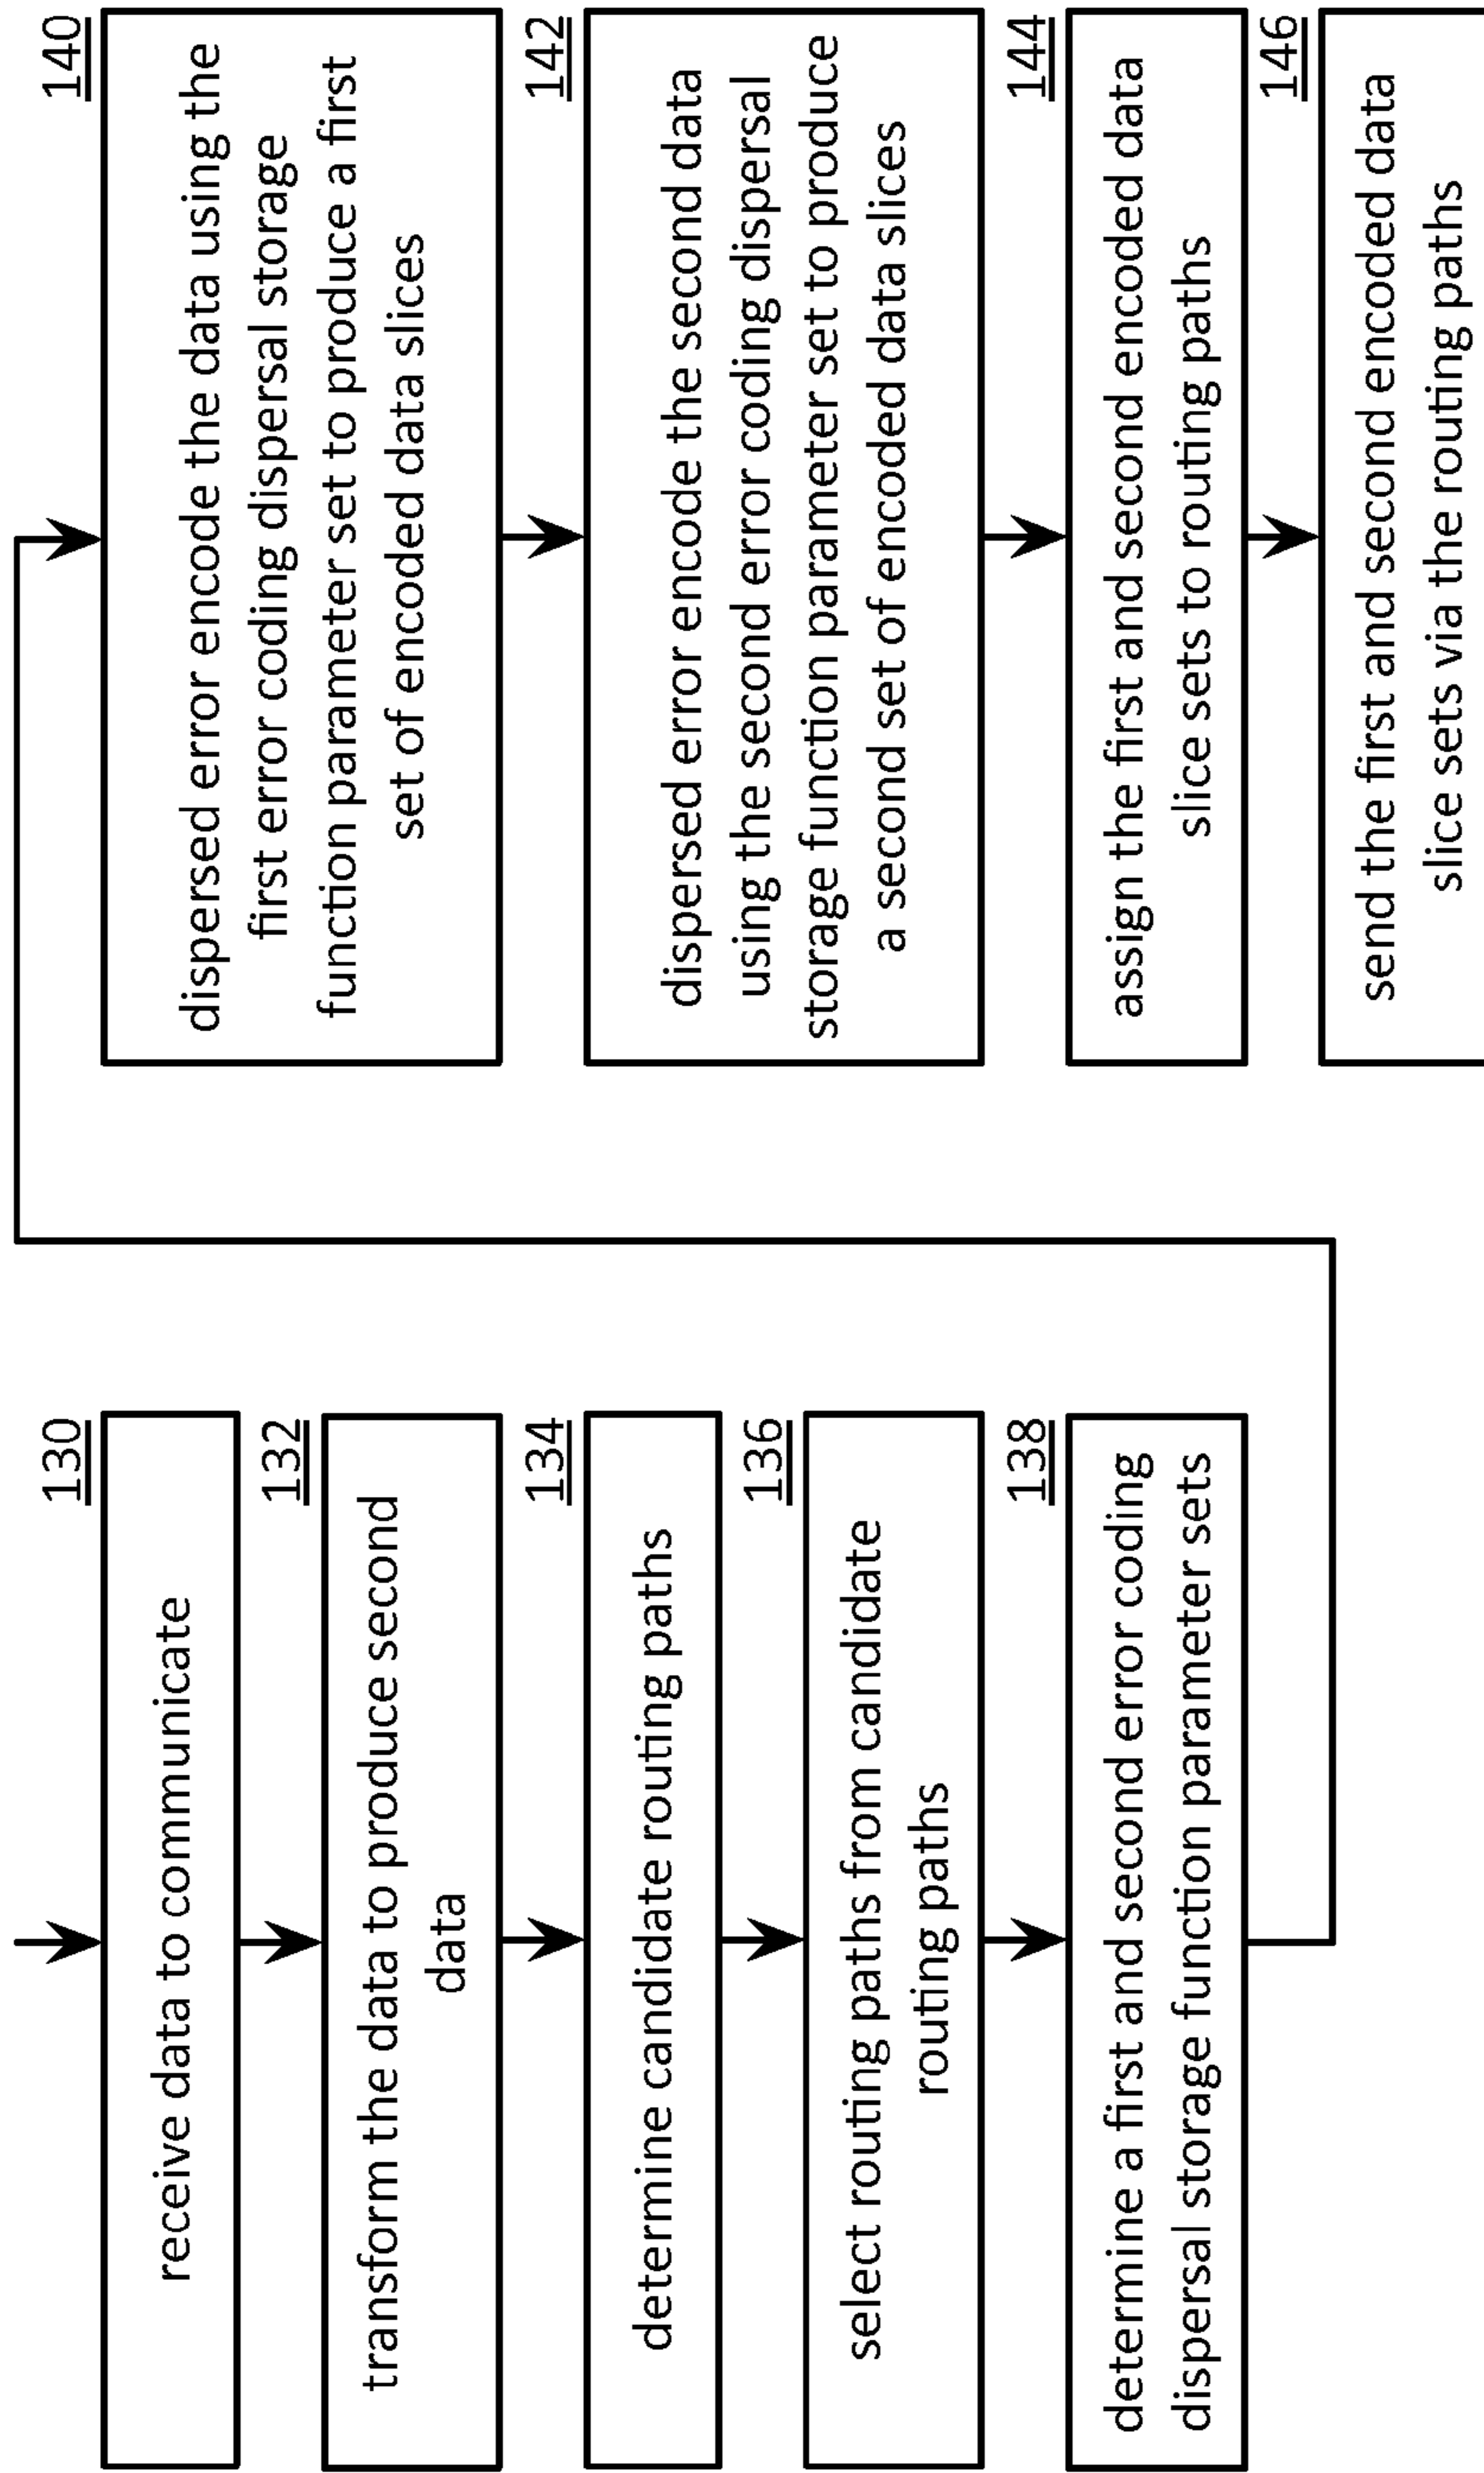 130
receive data to communicate
132
transform the data to produce second
data
134
determine candidate routing paths
136
select routing paths from candidate
routing paths
138
determine a first and second error coding
dispersal storage function parameter sets
140
dispersed error encode the data using the
first error coding dispersal storage
function parameter set to produce a first
set of encoded data slices
142
dispersed error encode the second data
using the second error coding dispersal
storage function parameter set to produce
a second set of encoded data slices
144
assign the first and second encoded data
slice sets to routing paths
146
send the first and second encoded data
slice sets via the routing paths